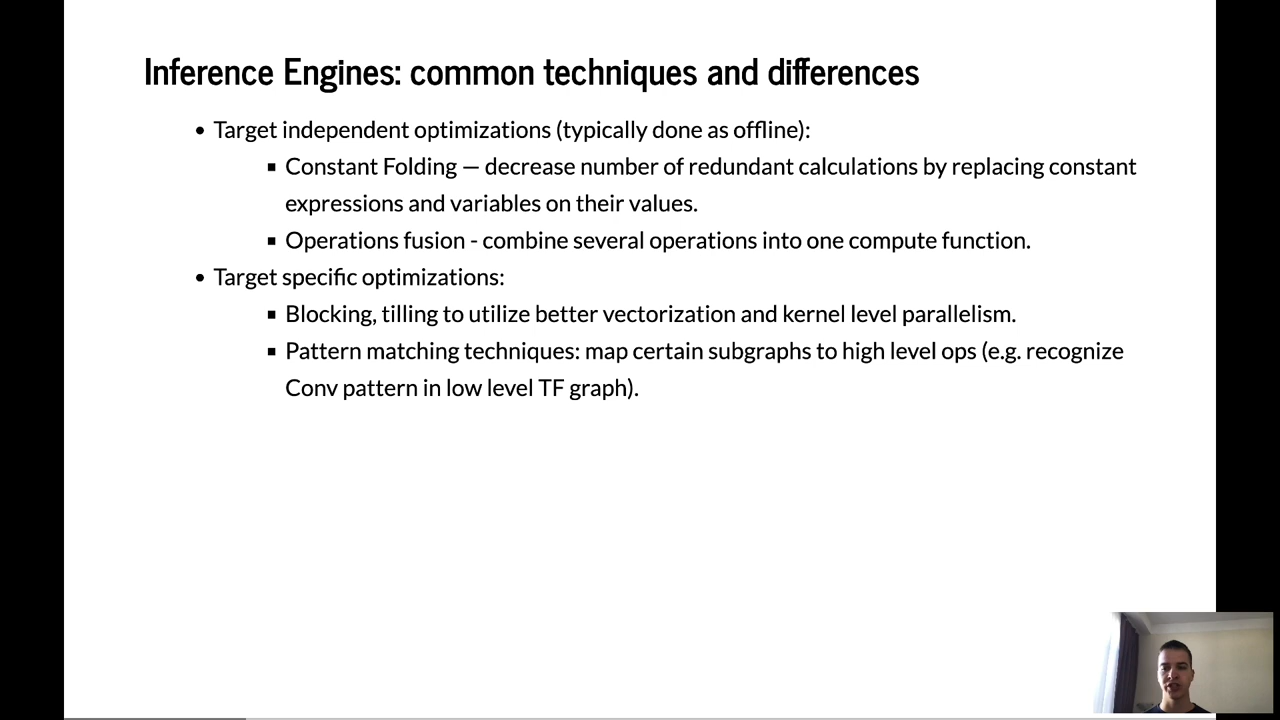 Inference Engines: common techniques and differences
• Target independent optimizations (typically done as offline):
▪ Constant Folding — decrease number of redundant calculations by replacing constant
expressions and variables on their values.
▪ Operations fusion - combine several operations into one compute function.
• Target specific optimizations:
▪ Blocking, tilling to utilize better vectorization and kernel level parallelism.
▪ Pattern matching techniques: map certain subgraphs to high level ops (e.g. recognize
Conv pattern in low level TF graph).